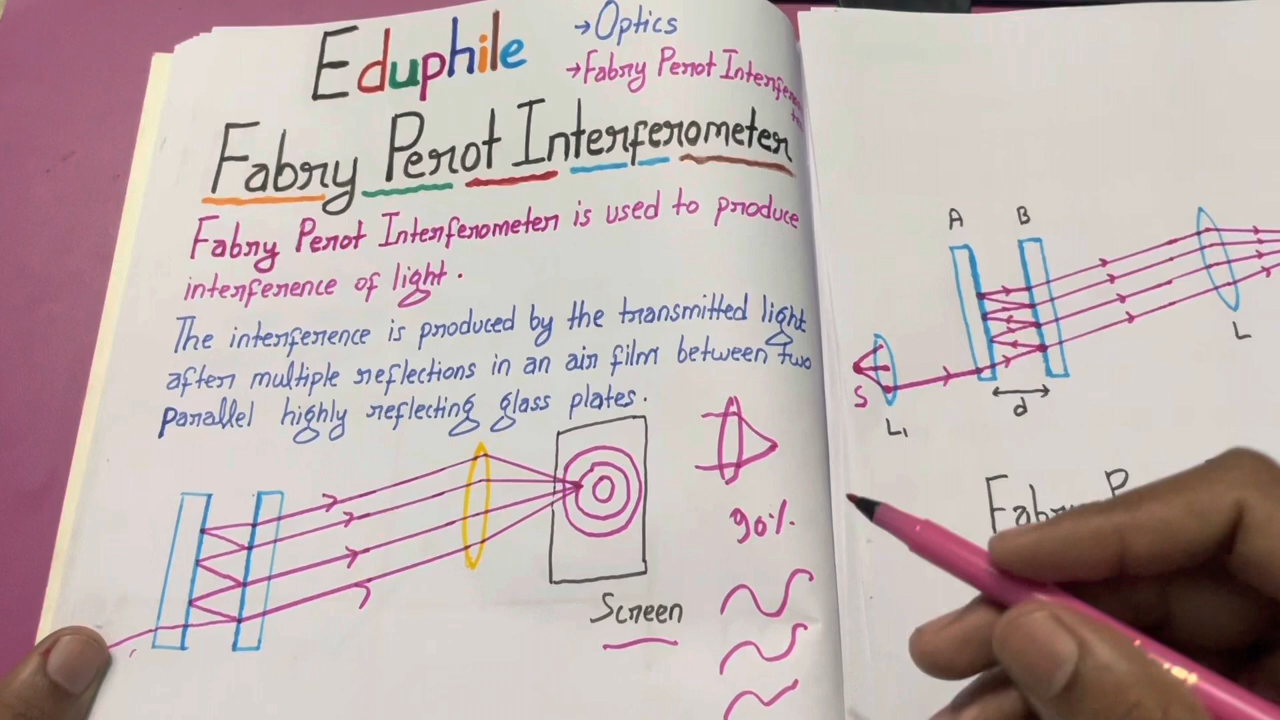 Eduphile
→Optics
→Fabry Perot Interferometer
Fabry Perot Interferometer
Fabry Perot Interferometer is used to produce
interference of light.
The interference is produced by the transmitted light
after multiple reflections in an air film between two
parallel highly reflecting glass plates.
90%
Screen
A B
S
L1
d
L
Fabry P